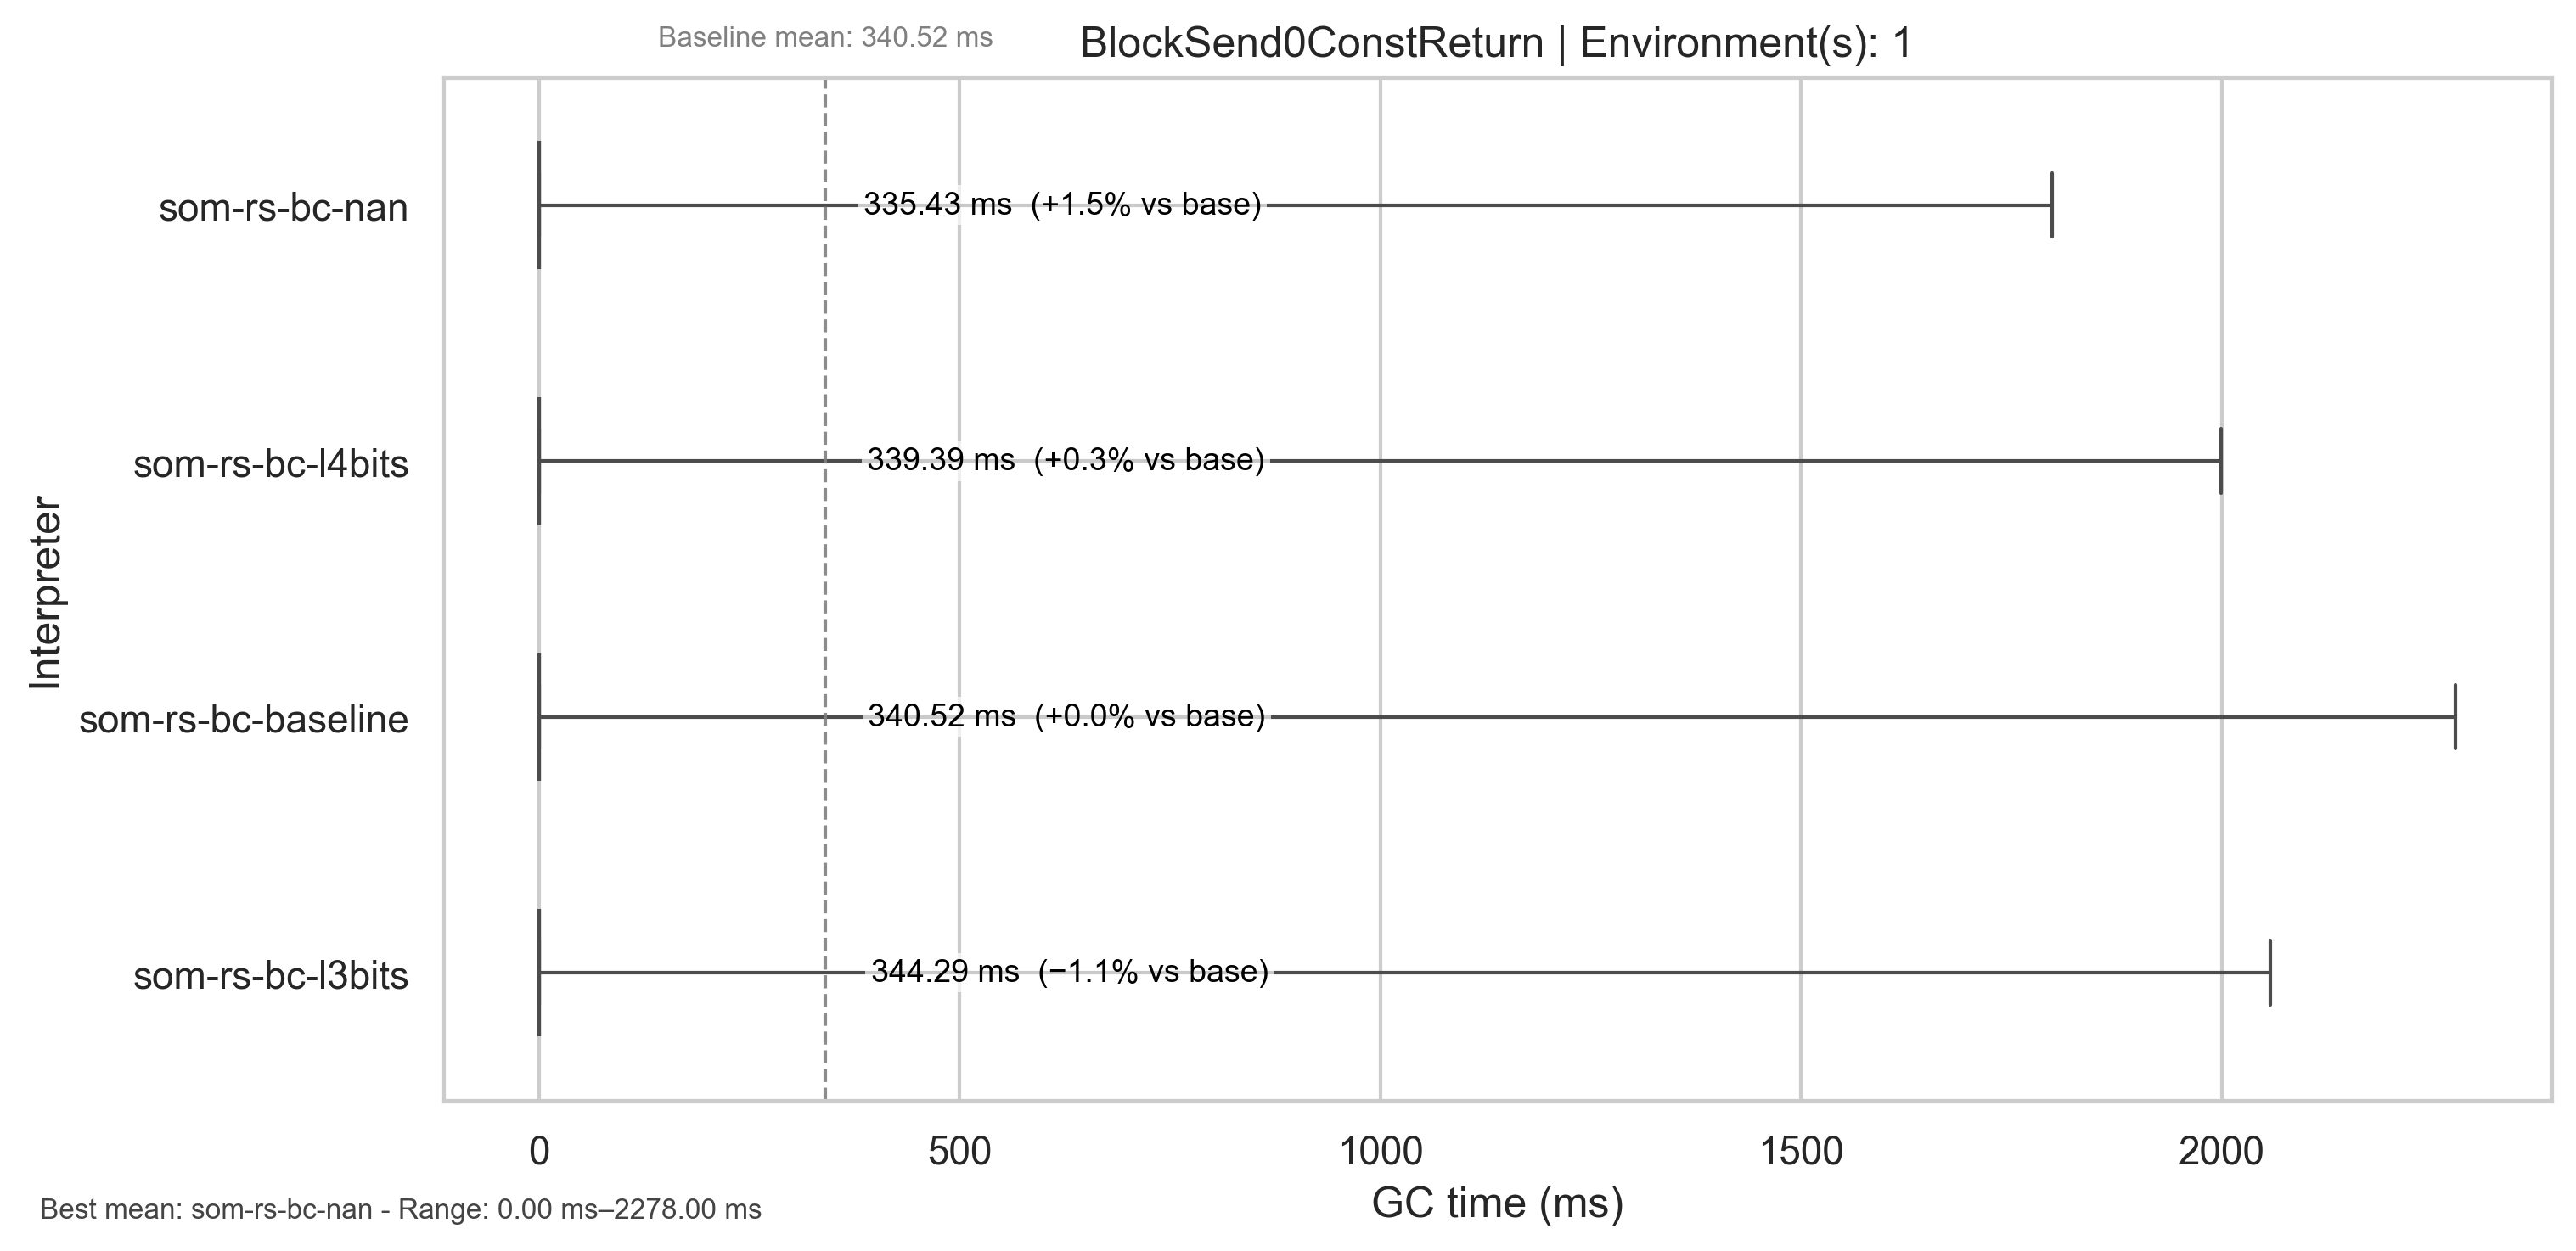 Baseline mean: 340.52 ms
BlockSend0ConstReturn | Environment(s): 1
Interpreter
som-rs-bc-nan
335.43 ms  (+1.5% vs base)
som-rs-bc-l4bits
339.39 ms  (+0.3% vs base)
som-rs-bc-baseline
340.52 ms  (+0.0% vs base)
som-rs-bc-l3bits
344.29 ms  (−1.1% vs base)
0 500 1000 1500 2000
GC time (ms)
Best mean: som-rs-bc-nan - Range: 0.00 ms–2278.00 ms